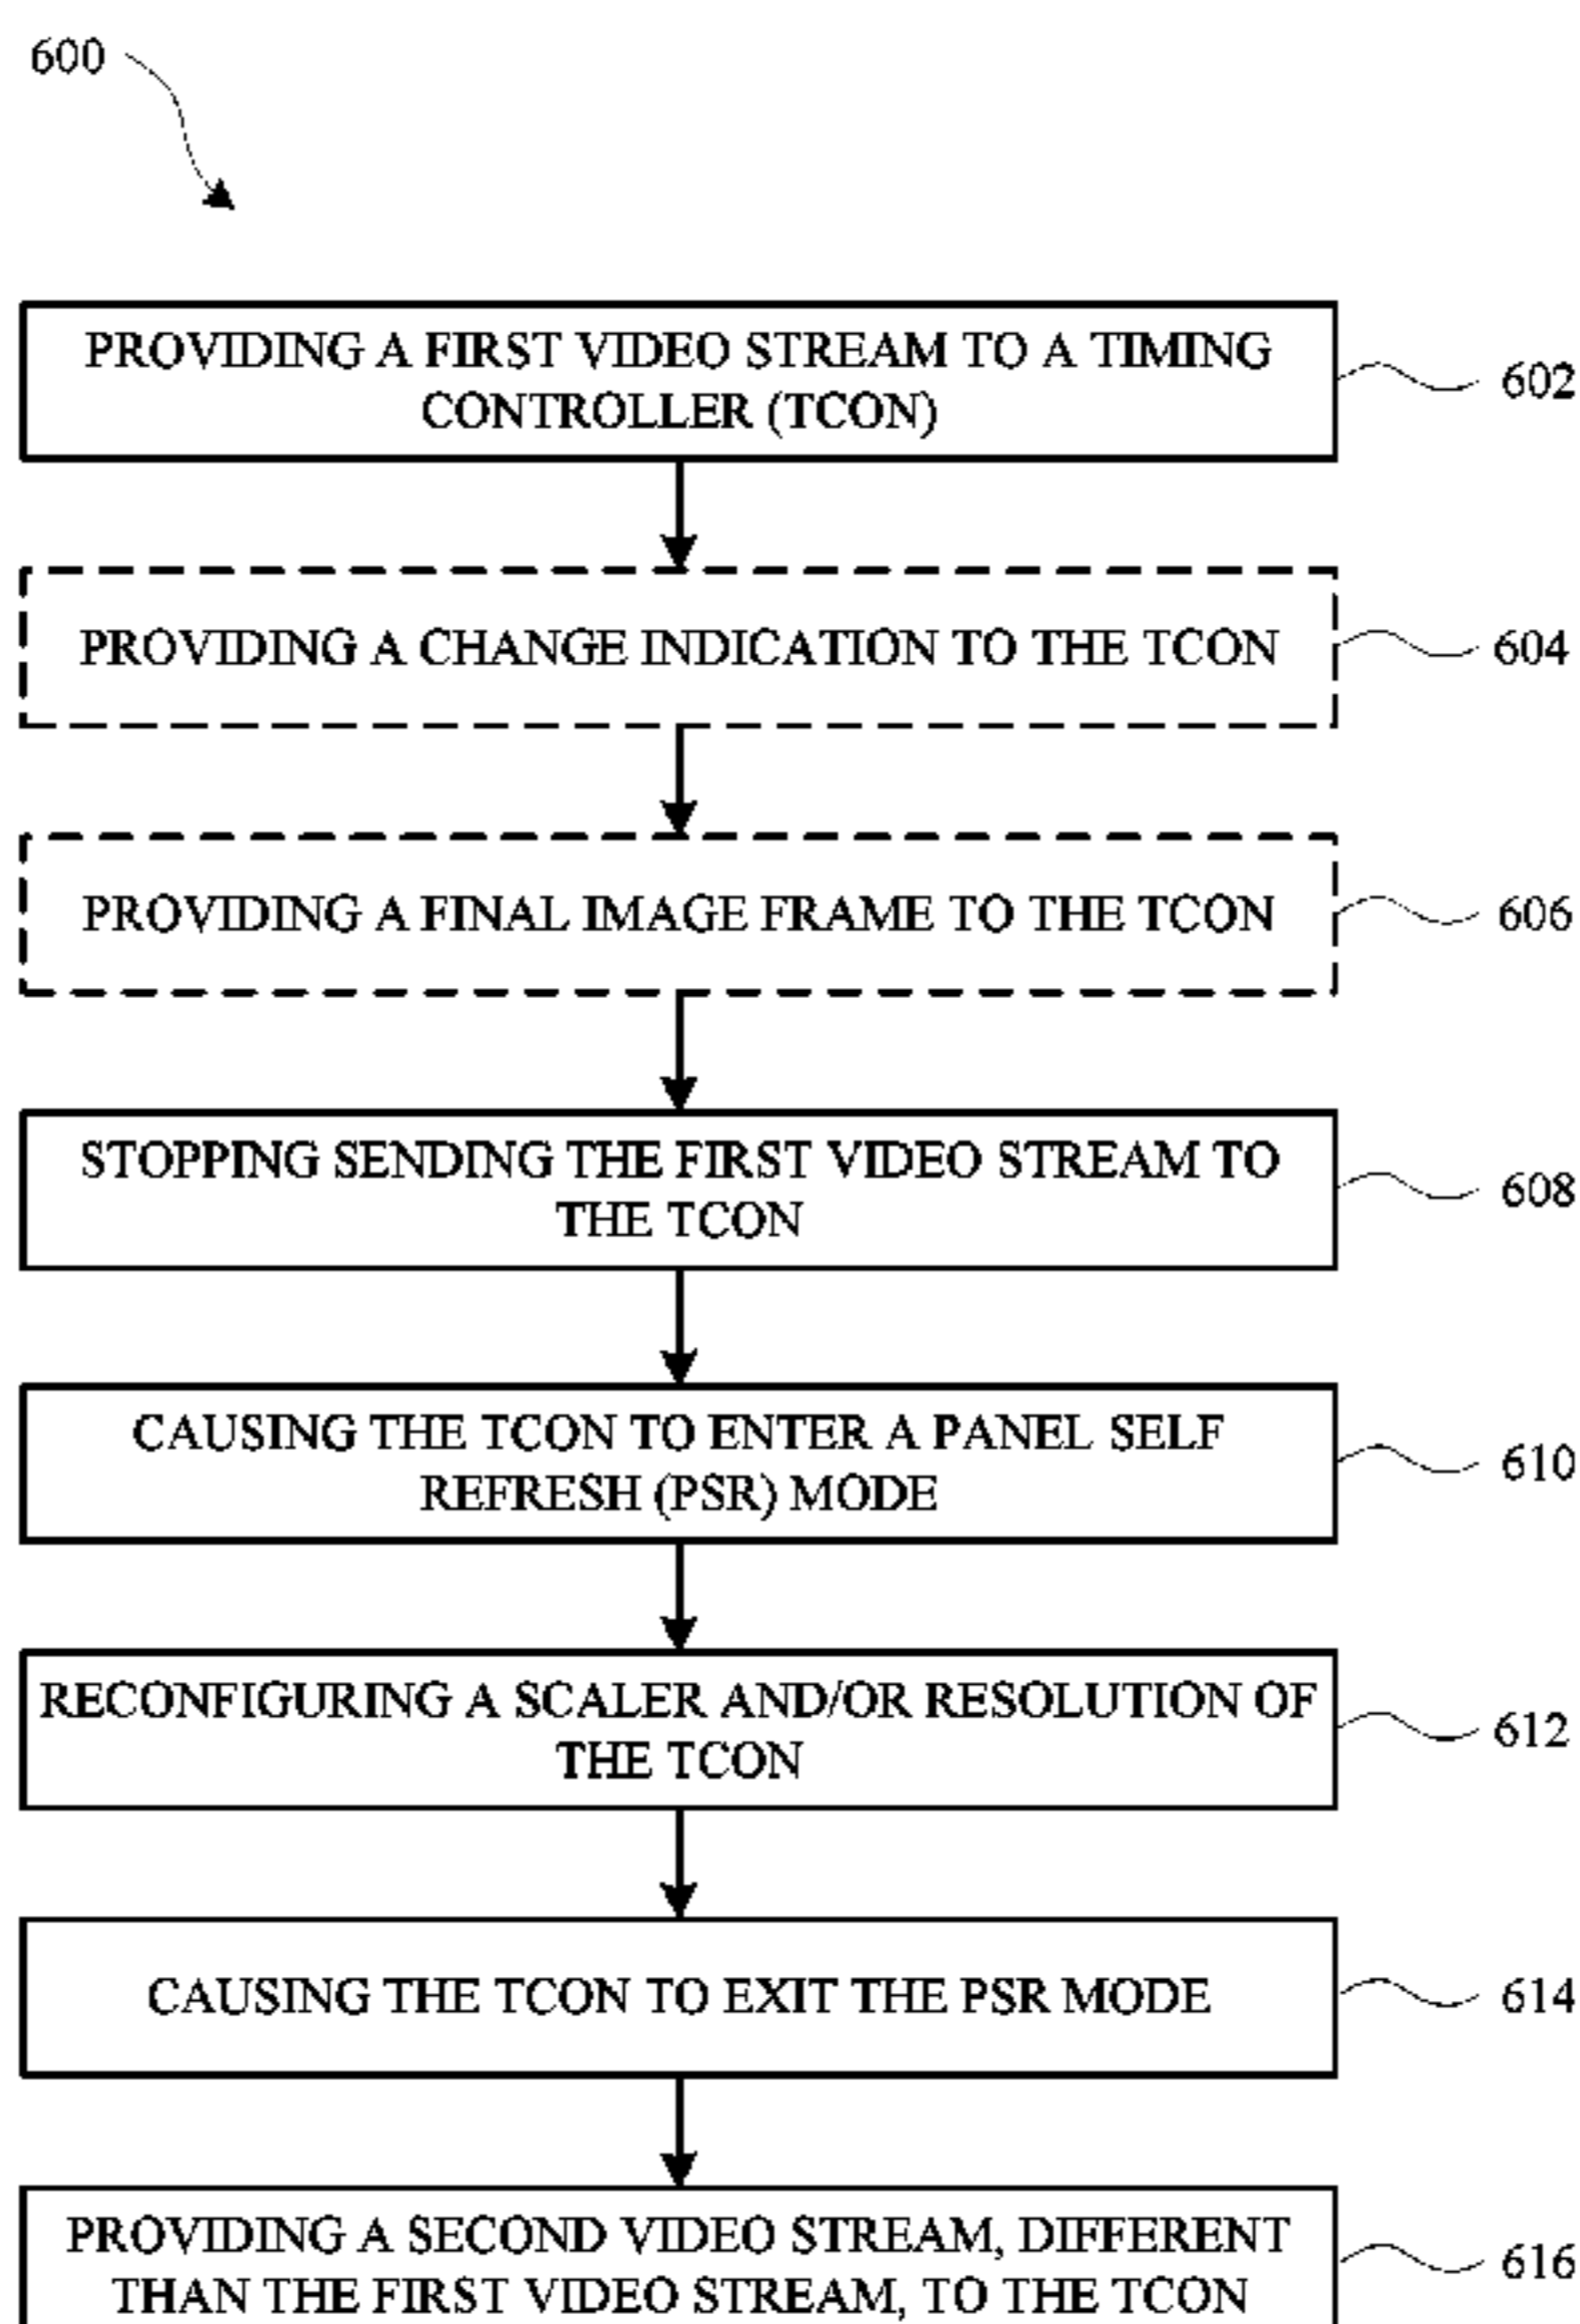 600
PROVIDING A FIRST VIDEO STREAM TO A TIMING
CONTROLLER (TCON)
602
PROVIDING A CHANGE INDICATION TO THE TCON
604
PROVIDING A FINAL IMAGE FRAME TO THE TCON
606
STOPPING SENDING THE FIRST VIDEO STREAM TO
THE TCON
608
CAUSING THE TCON TO ENTER A PANEL SELF
REFRESH (PSR) MODE
610
RECONFIGURING A SCALER AND/OR RESOLUTION OF
THE TCON
612
CAUSING THE TCON TO EXIT THE PSR MODE
614
PROVIDING A SECOND VIDEO STREAM, DIFFERENT
THAN THE FIRST VIDEO STREAM, TO THE TCON
616